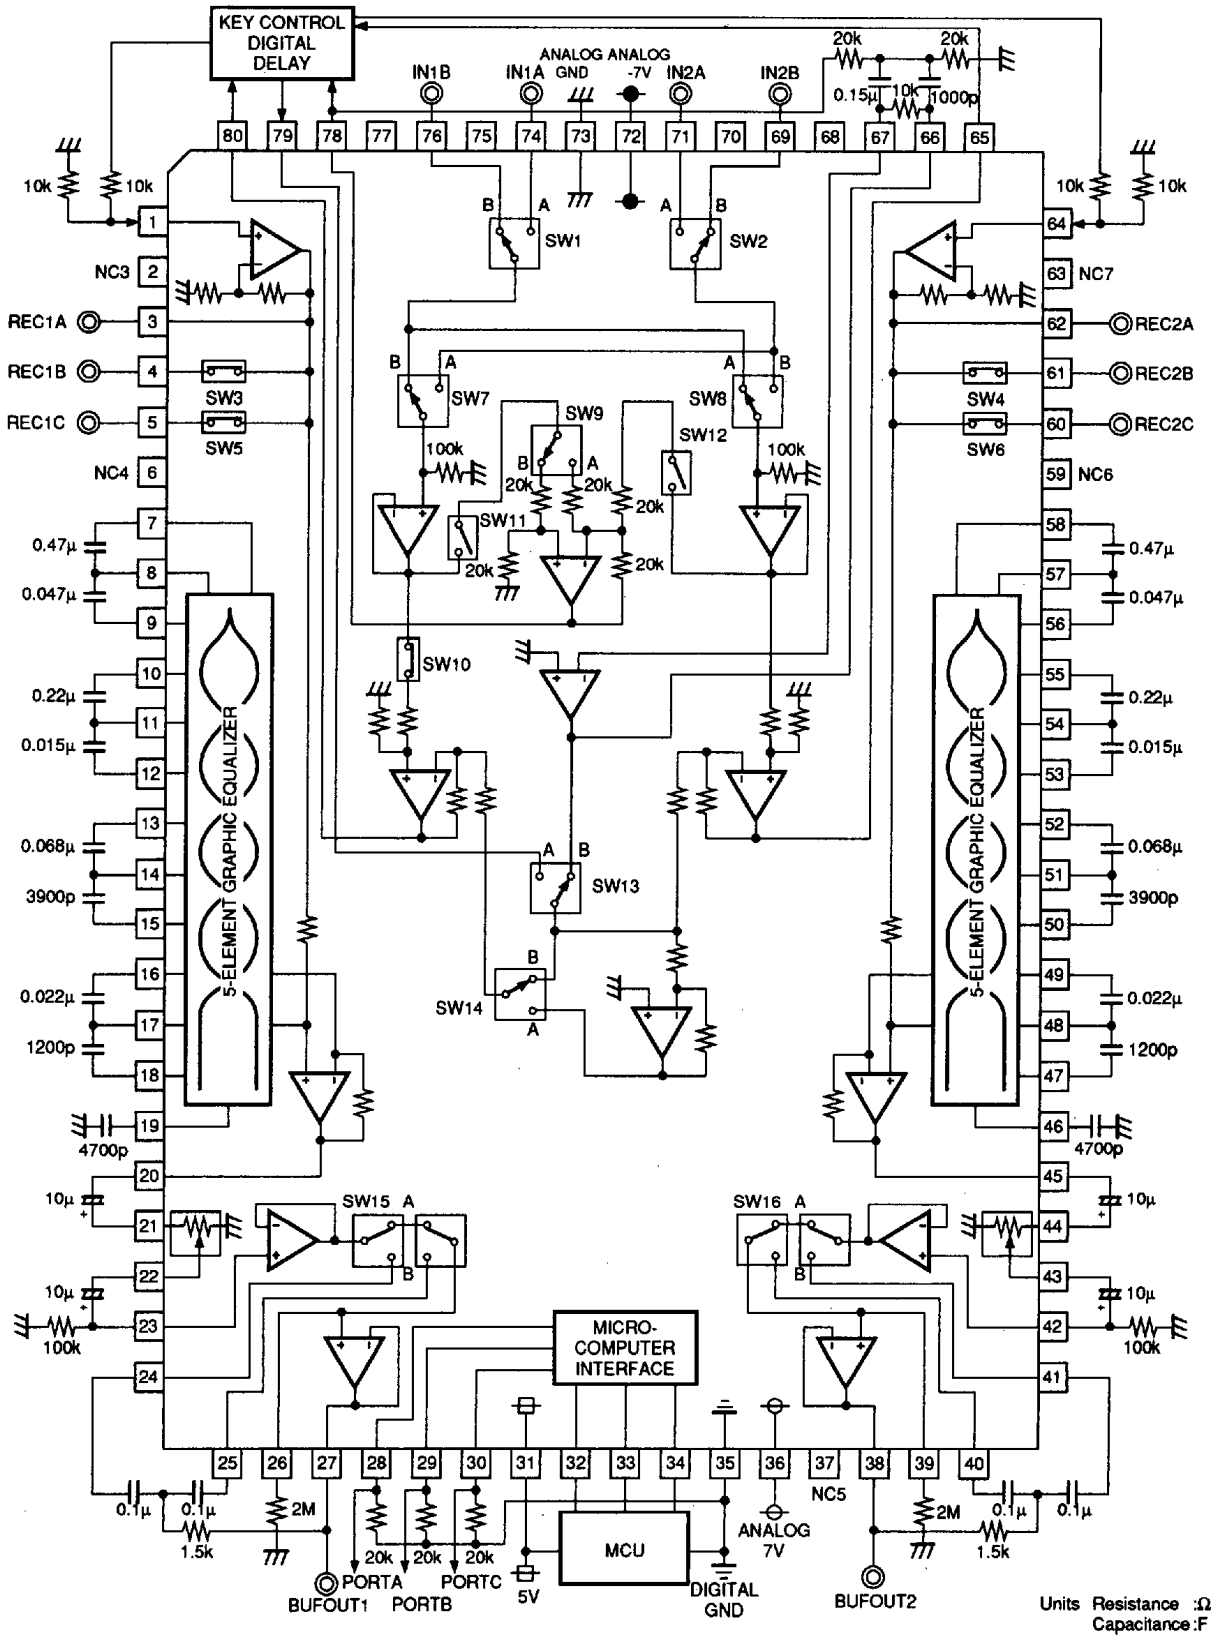 KEY CONTROL
DIGITAL
DELAY
20k
20k
ANALOG ANALOG
GND
-7V
IN1B
IN1A
IN2A
IN2B
0.15μ
10k
1000p
80
79
78
77
76
75
74
73
72
71
70
69
68
67
66
65
10k
10k
10k
10k
B
A
SW1
A
B
SW2
1
64
NC3
2
63
NC7
REC1A
3
62
REC2A
REC1B
4
SW3
SW4
61
REC2B
REC1C
5
SW5
SW6
60
REC2C
NC4
6
59
NC6
B
A
SW7
A
B
SW8
SW9
SW12
100k
100k
B
A
20k
20k
20k
SW11
20k
20k
SW10
7
0.47μ
8
0.047μ
9
10
0.22μ
11
0.015μ
12
13
0.068μ
14
3900p
15
16
0.022μ
17
1200p
18
19
4700p
5-ELEMENT GRAPHIC EQUALIZER
5-ELEMENT GRAPHIC EQUALIZER
58
0.47μ
57
0.047μ
56
55
0.22μ
54
0.015μ
53
52
0.068μ
51
3900p
50
49
0.022μ
48
1200p
47
46
4700p
A
B
SW13
B
SW14
A
20
10μ
+
21
22
10μ
+
23
100k
24
SW15
A
B
SW16
A
B
45
10μ
+
44
43
10μ
+
42
100k
41
MICRO-
COMPUTER
INTERFACE
25
26
27
28
29
30
31
32
33
34
35
36
37
38
39
40
NC5
0.1μ
0.1μ
2M
1.5k
20k
20k
20k
PORTA
PORTB
PORTC
BUFOUT1
5V
MCU
DIGITAL
GND
ANALOG
7V
2M
0.1μ
0.1μ
1.5k
BUFOUT2
Units Resistance :Ω
Capacitance:F